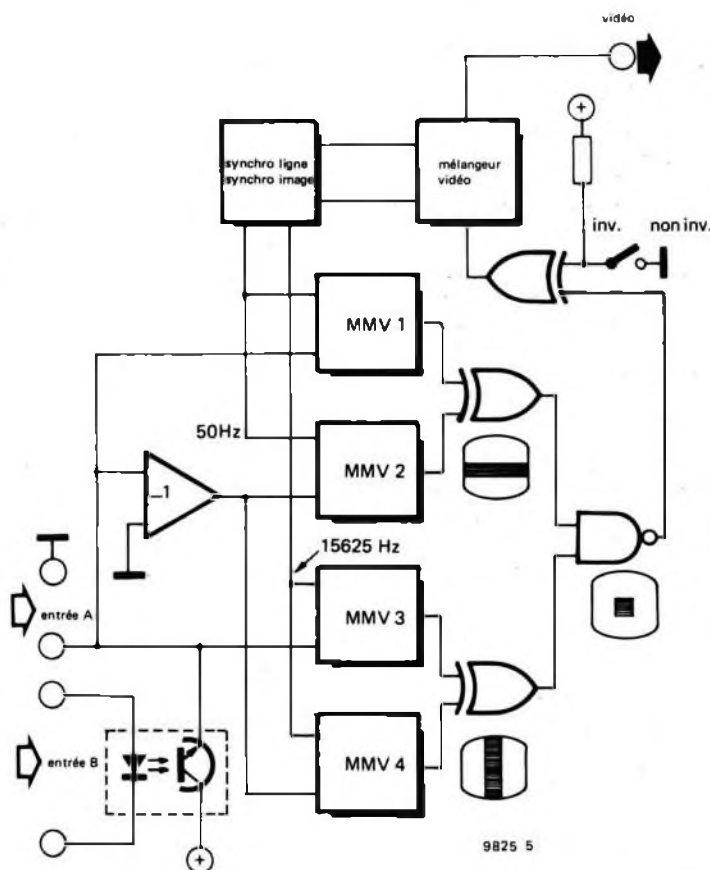 vidéo
synchro ligne
synchro image
mélangeur
vidéo
inv.
non inv.
MMV 1
50Hz
MMV 2
_1
15625 Hz
entrée A
MMV 3
entrée B
MMV 4
9825 5